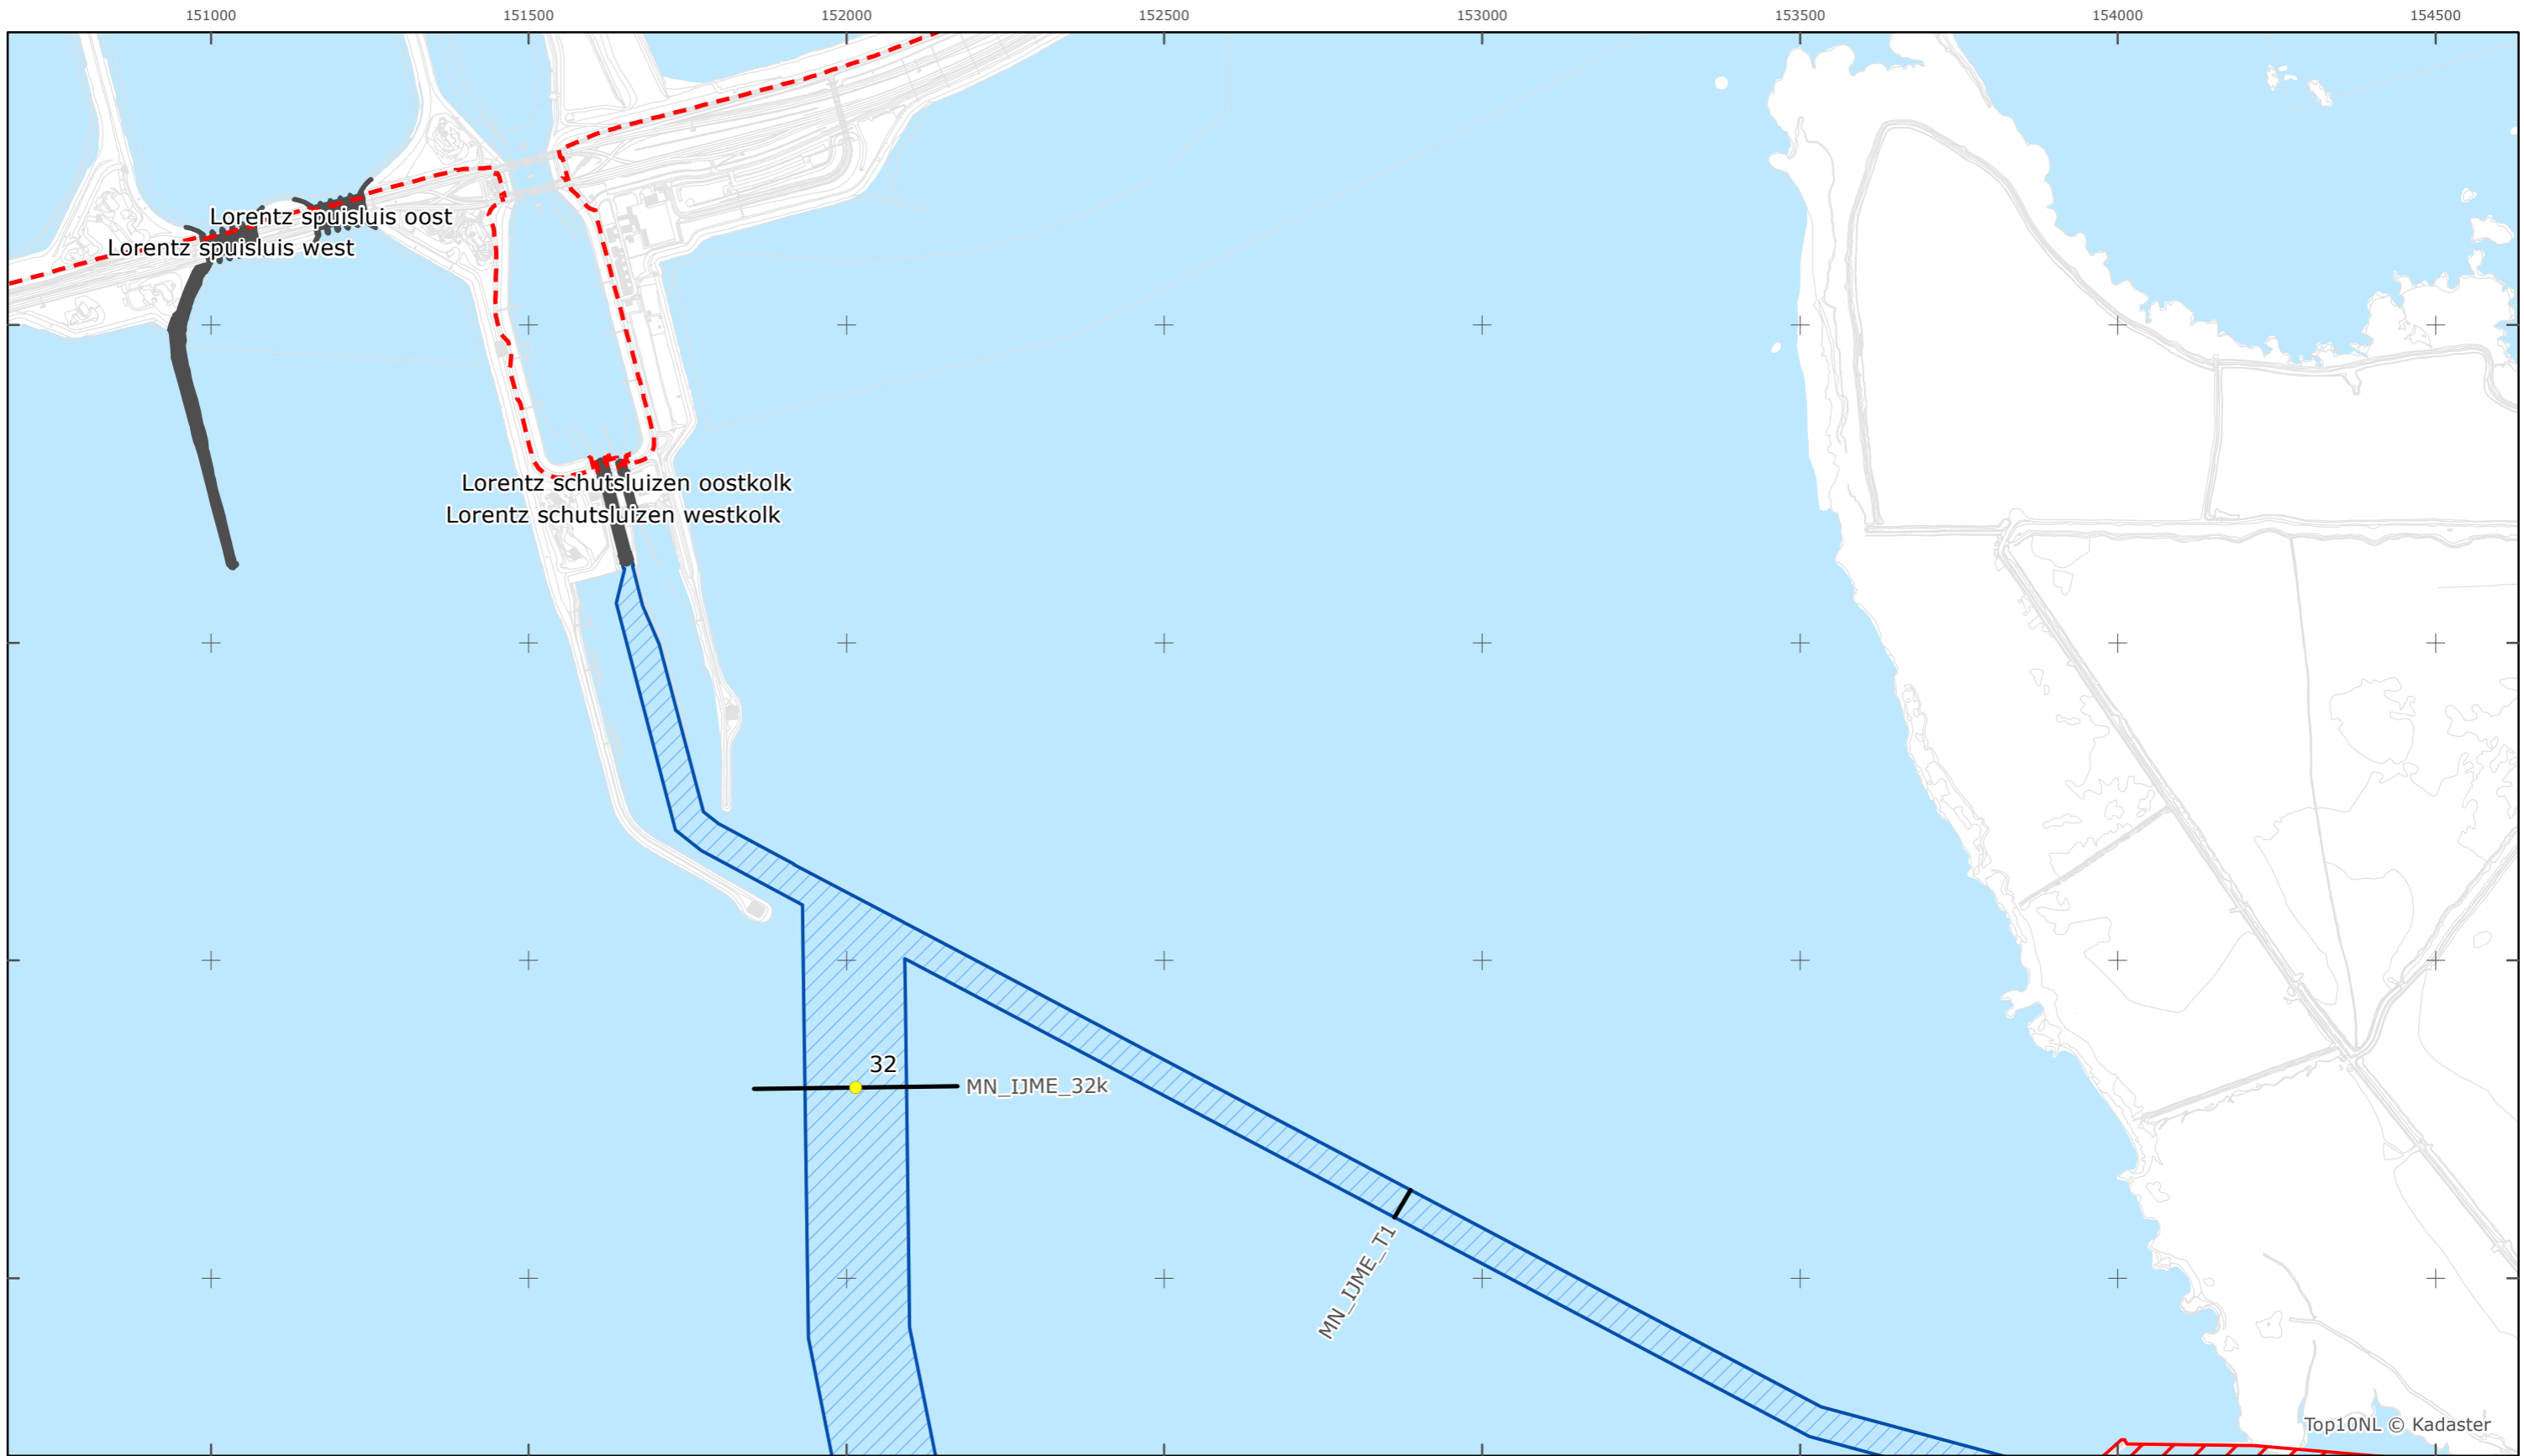 151000
151500
152000
152500
153000
153500
154000
154500
Lorentz spuisluis oost
Lorentz spuisluis west
Lorentz schutsluizen oostkolk
Lorentz schutsluizen westkolk
32
MN_IJME_32k
MN_IJME_T1
Top10NL © Kadaster